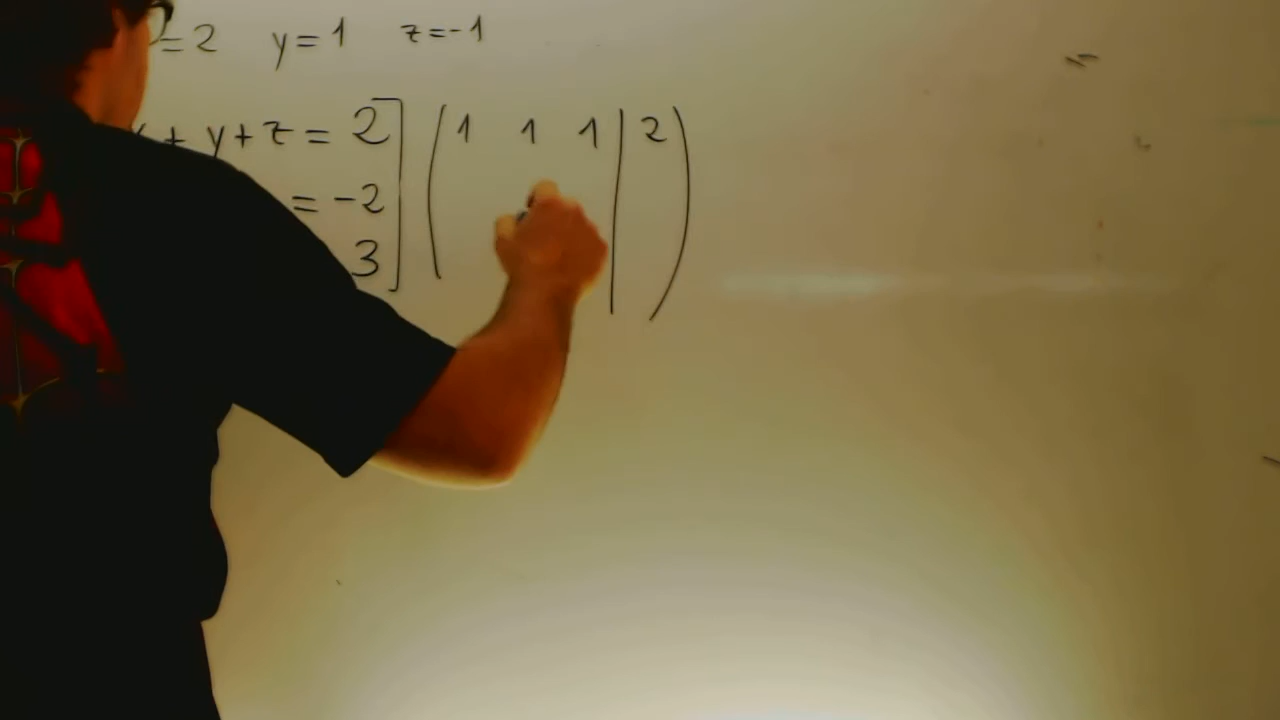 =2 y=1 z=-1
x + y+z = 2 ( 1 1 1 | 2 )
= -2
3